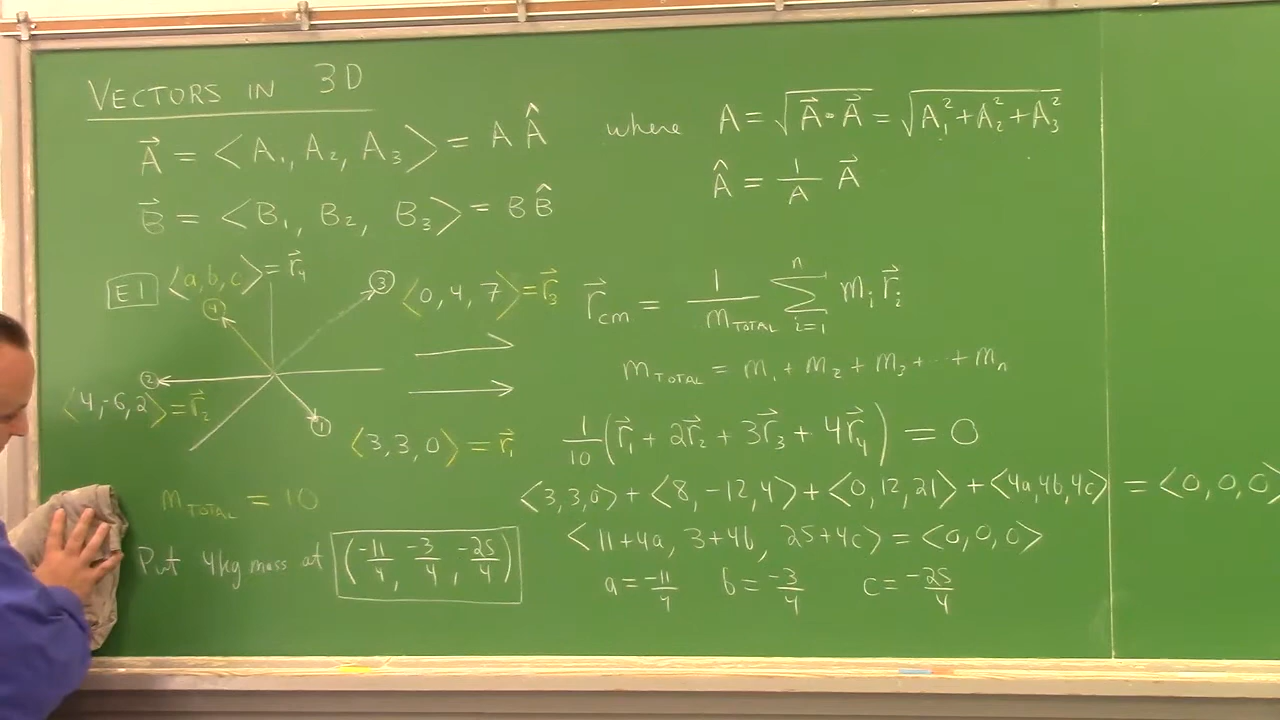 VECTORS IN 3D
A⃗ = <A₁, A₂, A₃> = A Â where A = √(A⃗ · A⃗) = √(A₁² + A₂² + A₃²)
Â = 1/A A⃗
B⃗ = <B₁, B₂, B₃> = B B̂
E1
<a,b,c> = r⃗₄
④
③
<0, 4, 7> = r⃗₃
②
<4,-6,2> = r⃗₂
①
<3,3,0> = r⃗₁
m_TOTAL = 10
Put 4kg mass at (-11/4, -3/4, -25/4)
r⃗_cm = 1/m_TOTAL ∑_{i=1}^{n} mᵢ r⃗ᵢ
m_TOTAL = m₁ + m₂ + m₃ + ··· + mₙ
1/10 (r⃗₁ + 2r⃗₂ + 3r⃗₃ + 4r⃗₄) = 0
<3,3,0> + <8,-12,4> + <0,12,21> + <4a,4b,4c> = <0,0,0>
<11+4a, 3+4b, 25+4c> = <0,0,0>
a = -11/4 b = -3/4 c = -25/4